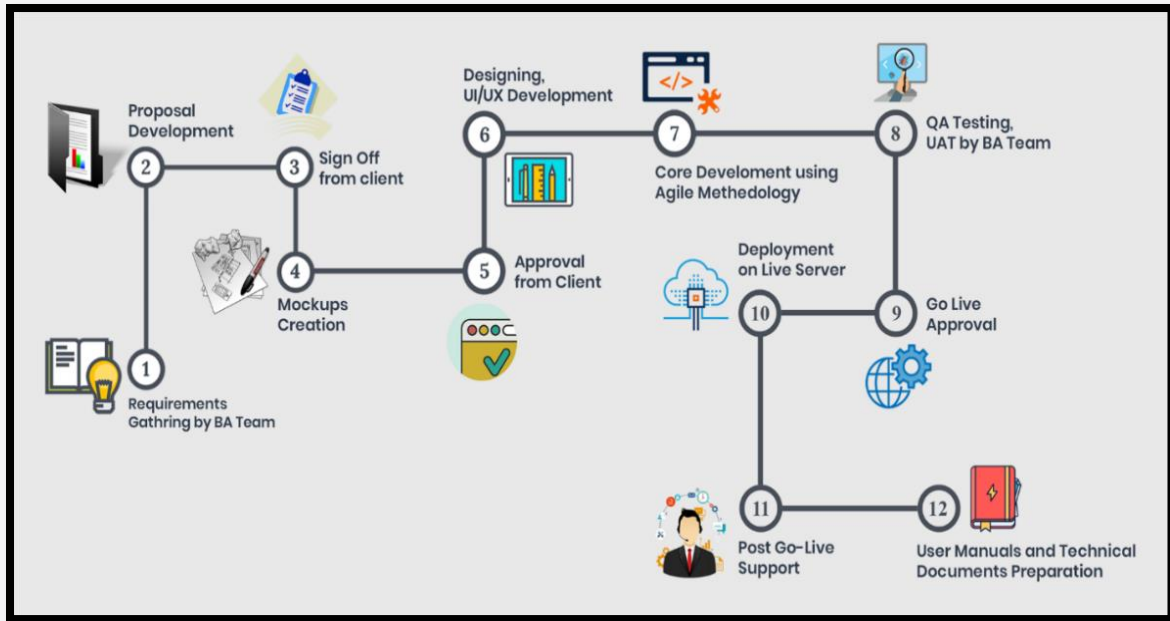 1
Requirements
Gathring by BA Team
2
Proposal
Development
3
Sign Off
from client
4
Mockups
Creation
5
Approval
from Client
6
Designing,
UI/UX Development
7
</>
Core Develoment using
Agile Methedology
8
QA Testing,
UAT by BA Team
9
Go Live
Approval
10
Deployment
on Live Server
11
Post Go-Live
Support
12
User Manuals and Technical
Documents Preparation